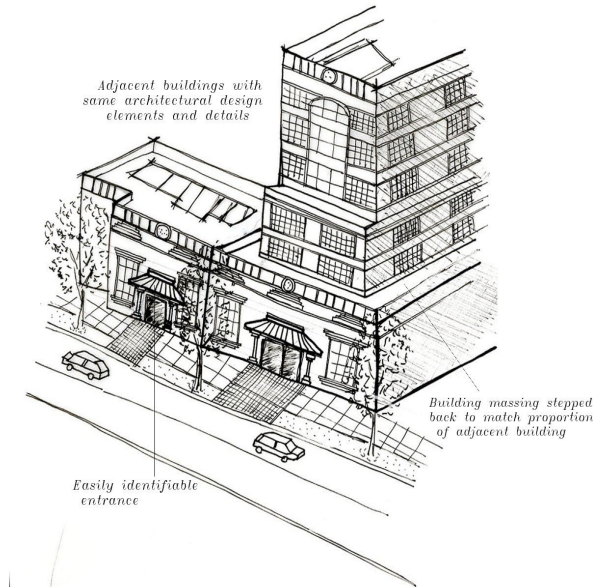 Adjacent buildings with
same architectural design
elements and details
Building massing stepped
back to match proportion
of adjacent building
Easily identifiable
entrance